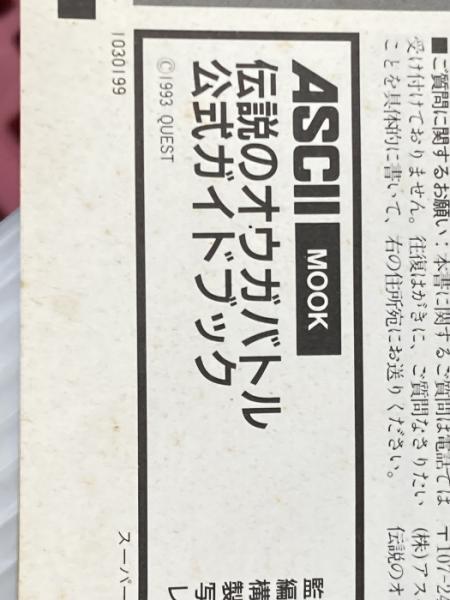 ■ご質問に関するお願い：本書に関するご質問は電話では
受け付けておりません。往復はがきに、ご質問なさりたい
ことを具体的に書いて、右の住所宛にお送りください。
〒107-24
(株)アス
伝説のオ
ASCII MOOK
伝説のオウガバトル
公式ガイドブック
©1993 QUEST
監
編
構
製
写
し
スーパー
1030199